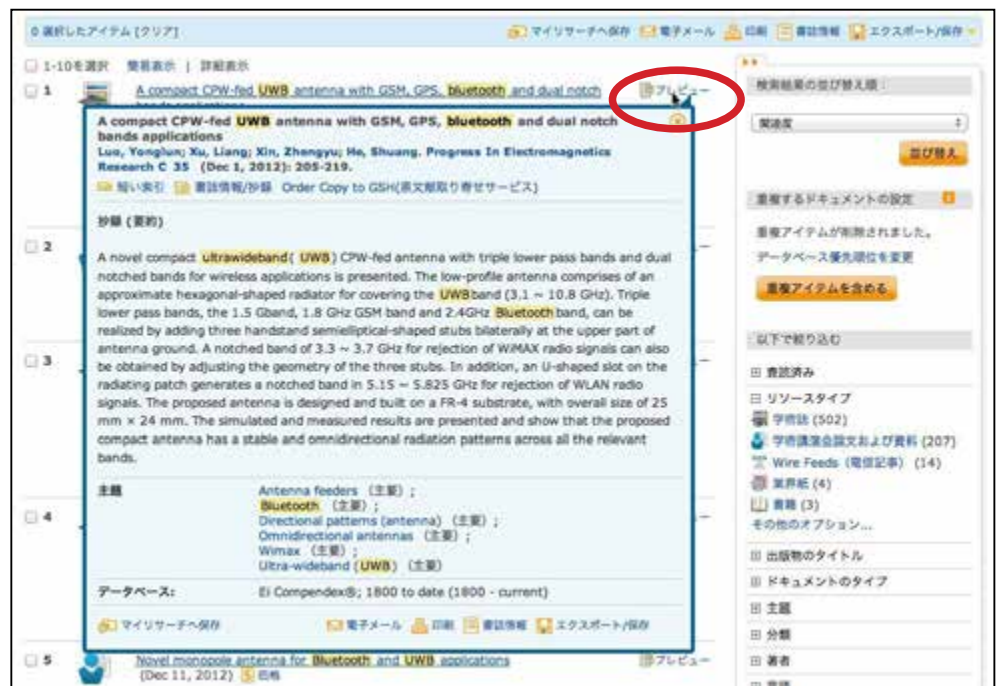 0 選択したアイテム [クリア]
マイリサーチへ保存 電子メール 印刷 書誌情報 エクスポート/保存
1-10を選択 簡易表示 | 詳細表示
1 A compact CPW-fed UWB antenna with GSM, GPS, bluetooth and dual notch
プレビュー
A compact CPW-fed UWB antenna with GSM, GPS, bluetooth and dual notch
bands applications
Luo, Yonglun; Xu, Liang; Xin, Zhengyu; He, Shuang. Progress In Electromagnetics
Research C 35 (Dec 1, 2012): 205-219.
短い索引 書誌情報/抄録 Order Copy to GSH(原文献取り寄せサービス)
抄録 (要約)
A novel compact ultrawideband( UWB) CPW-fed antenna with triple lower pass bands and dual
notched bands for wireless applications is presented. The low-profile antenna comprises of an
approximate hexagonal-shaped radiator for covering the UWBband (3.1 ~ 10.8 GHz). Triple
lower pass bands, the 1.5 Gband, 1.8 GHz GSM band and 2.4GHz Bluetooth band, can be
realized by adding three handstand semielliptical-shaped stubs bilaterally at the upper part of
antenna ground. A notched band of 3.3 ~ 3.7 GHz for rejection of WiMAX radio signals can also
be obtained by adjusting the geometry of the three stubs. In addition, an U-shaped slot on the
radiating patch generates a notched band in 5.15 ~ 5.825 GHz for rejection of WLAN radio
signals. The proposed antenna is designed and built on a FR-4 substrate, with overall size of 25
mm × 24 mm. The simulated and measured results are presented and show that the proposed
compact antenna has a stable and omnidirectional radiation patterns across all the relevant
bands.
主題 Antenna feeders (主要) ;
Bluetooth (主要) ;
Directional patterns (antenna) (主要) ;
Omnidirectional antennas (主要) ;
Wimax (主要) ;
Ultra-wideband (UWB) (主要)
データベース: Ei Compendex®; 1800 to date (1800 - current)
マイリサーチへ保存 電子メール 印刷 書誌情報 エクスポート/保存
2
3
4
5 Novel monopole antenna for Bluetooth and UWB applications
プレビュー
(Dec 11, 2012) 価格
検索結果の並び替え順 :
関連度
並び替え
重複するドキュメントの設定
重複アイテムが削除されました。
データベース優先順位を変更
重複アイテムを含める
以下で絞り込む
査読済み
リソースタイプ
学術誌 (502)
学術講演会論文および資料 (207)
Wire Feeds (電信記事) (14)
業界紙 (4)
書籍 (3)
その他のオプション...
出版物のタイトル
ドキュメントのタイプ
主題
分類
著者